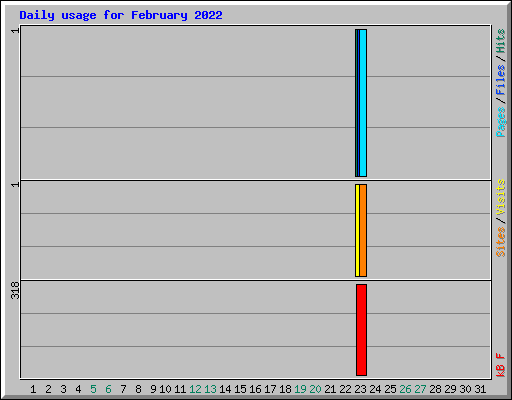 Daily usage for February 2022
1
1
318
Pages / Files / Hits
Sites / Visits
kB F
1 2 3 4 5 6 7 8 9 10 11 12 13 14 15 16 17 18 19 20 21 22 23 24 25 26 27 28 29 30 31